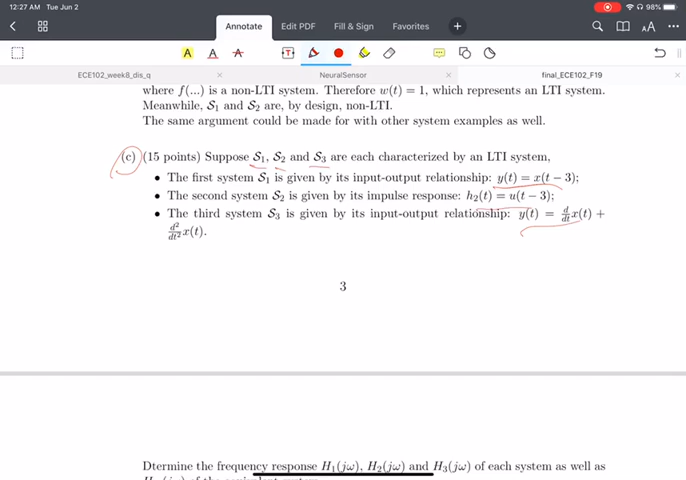 12:27 AM Tue Jun 2
98%
Annotate Edit PDF Fill & Sign Favorites
ECE102_week8_dis_q × NeuralSensor × final_ECE102_F19
where f(...) is a non-LTI system. Therefore w(t) = 1, which represents an LTI system.
Meanwhile, S₁ and S₂ are, by design, non-LTI.
The same argument could be made for with other system examples as well.
(c) (15 points) Suppose S₁, S₂ and S₃ are each characterized by an LTI system,
• The first system S₁ is given by its input-output relationship: y(t) = x(t − 3);
• The second system S₂ is given by its impulse response: h₂(t) = u(t − 3);
• The third system S₃ is given by its input-output relationship: y(t) = d/dt x(t) +
d²/dt² x(t).
3
Dtermine the frequency response H₁(jω), H₂(jω) and H₃(jω) of each system as well as